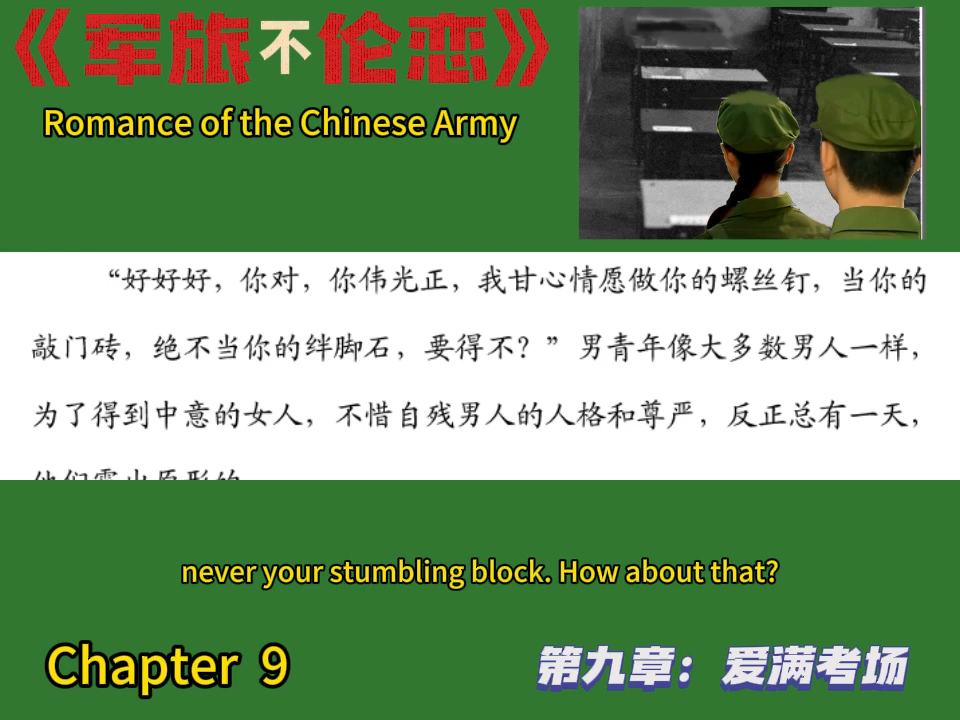 《军旅不伦恋》
Romance of the Chinese Army
“好好好，你对，你伟光正，我甘心情愿做你的螺丝钉，当你的
敲门砖，绝不当你的绊脚石，要得不？”男青年像大多数男人一样，
为了得到中意的女人，不惜自残男人的人格和尊严，反正总有一天，
never your stumbling block. How about that?
Chapter 9
第九章：爱满考场